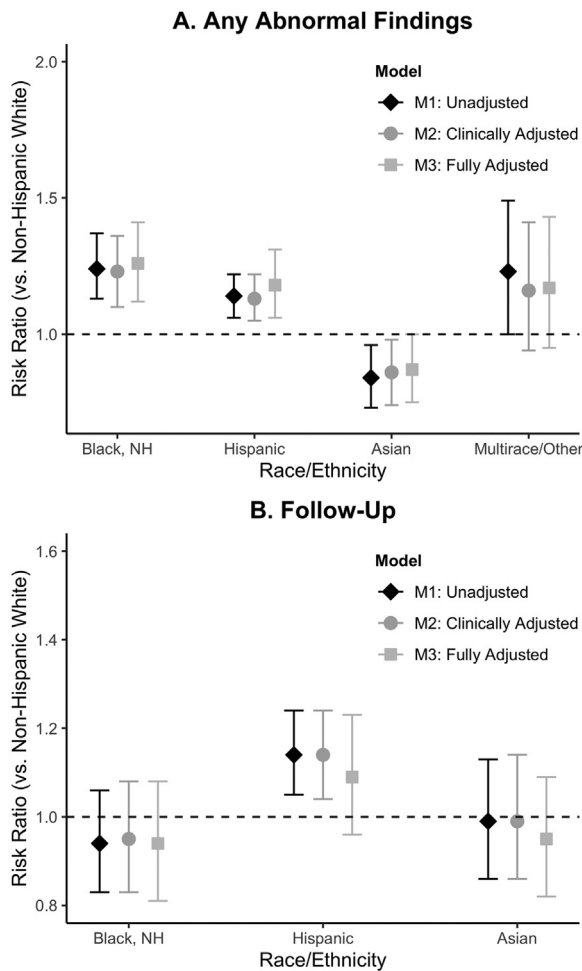 A. Any Abnormal Findings
Risk Ratio (vs. Non-Hispanic White)
2.0
1.5
1.0
Model
M1: Unadjusted
M2: Clinically Adjusted
M3: Fully Adjusted
Black, NH
Hispanic
Asian
Multirace/Other
Race/Ethnicity
B. Follow-Up
Risk Ratio (vs. Non-Hispanic White)
1.6
1.4
1.2
1.0
0.8
Model
M1: Unadjusted
M2: Clinically Adjusted
M3: Fully Adjusted
Black, NH
Hispanic
Asian
Race/Ethnicity